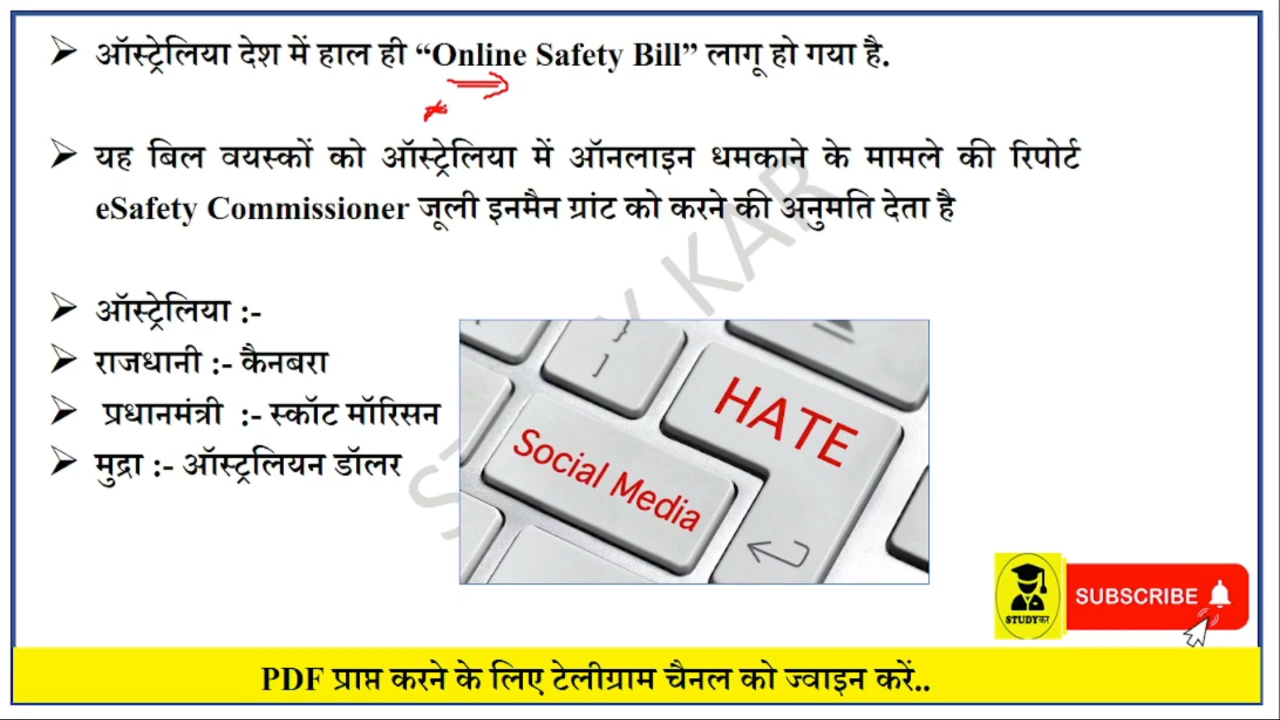 ➢ ऑस्ट्रेलिया देश में हाल ही “Online Safety Bill” लागू हो गया है.
➢ यह बिल वयस्कों को ऑस्ट्रेलिया में ऑनलाइन धमकाने के मामले की रिपोर्ट
eSafety Commissioner जूली इनमैन ग्रांट को करने की अनुमति देता है
➢ ऑस्ट्रेलिया :-
➢ राजधानी :- कैनबरा
➢ प्रधानमंत्री :- स्कॉट मॉरिसन
➢ मुद्रा :- ऑस्ट्रलियन डॉलर
HATE
Social Media
STUDY KAR
STUDYकर
SUBSCRIBE
PDF प्राप्त करने के लिए टेलीग्राम चैनल को ज्वाइन करें..